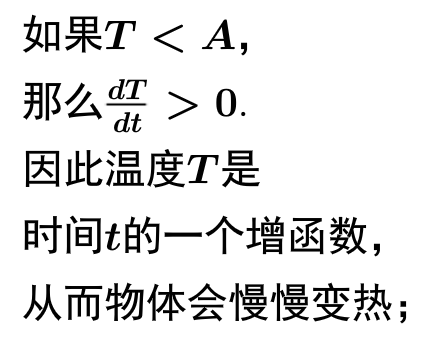 如果T < A,
那么dT/dt > 0.
因此温度T是
时间t的一个增函数，
从而物体会慢慢变热；